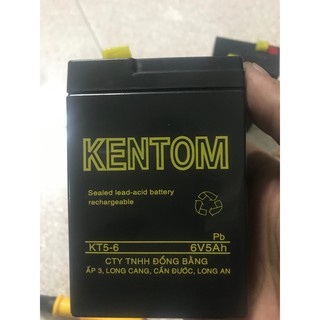 KENTOM
Sealed lead-acid battery
rechargeable
Pb
KT5-6 6V5Ah
CTY TNHH ĐỒNG BẰNG
ẤP 3, LONG CANG, CẦN ĐƯỚC, LONG AN